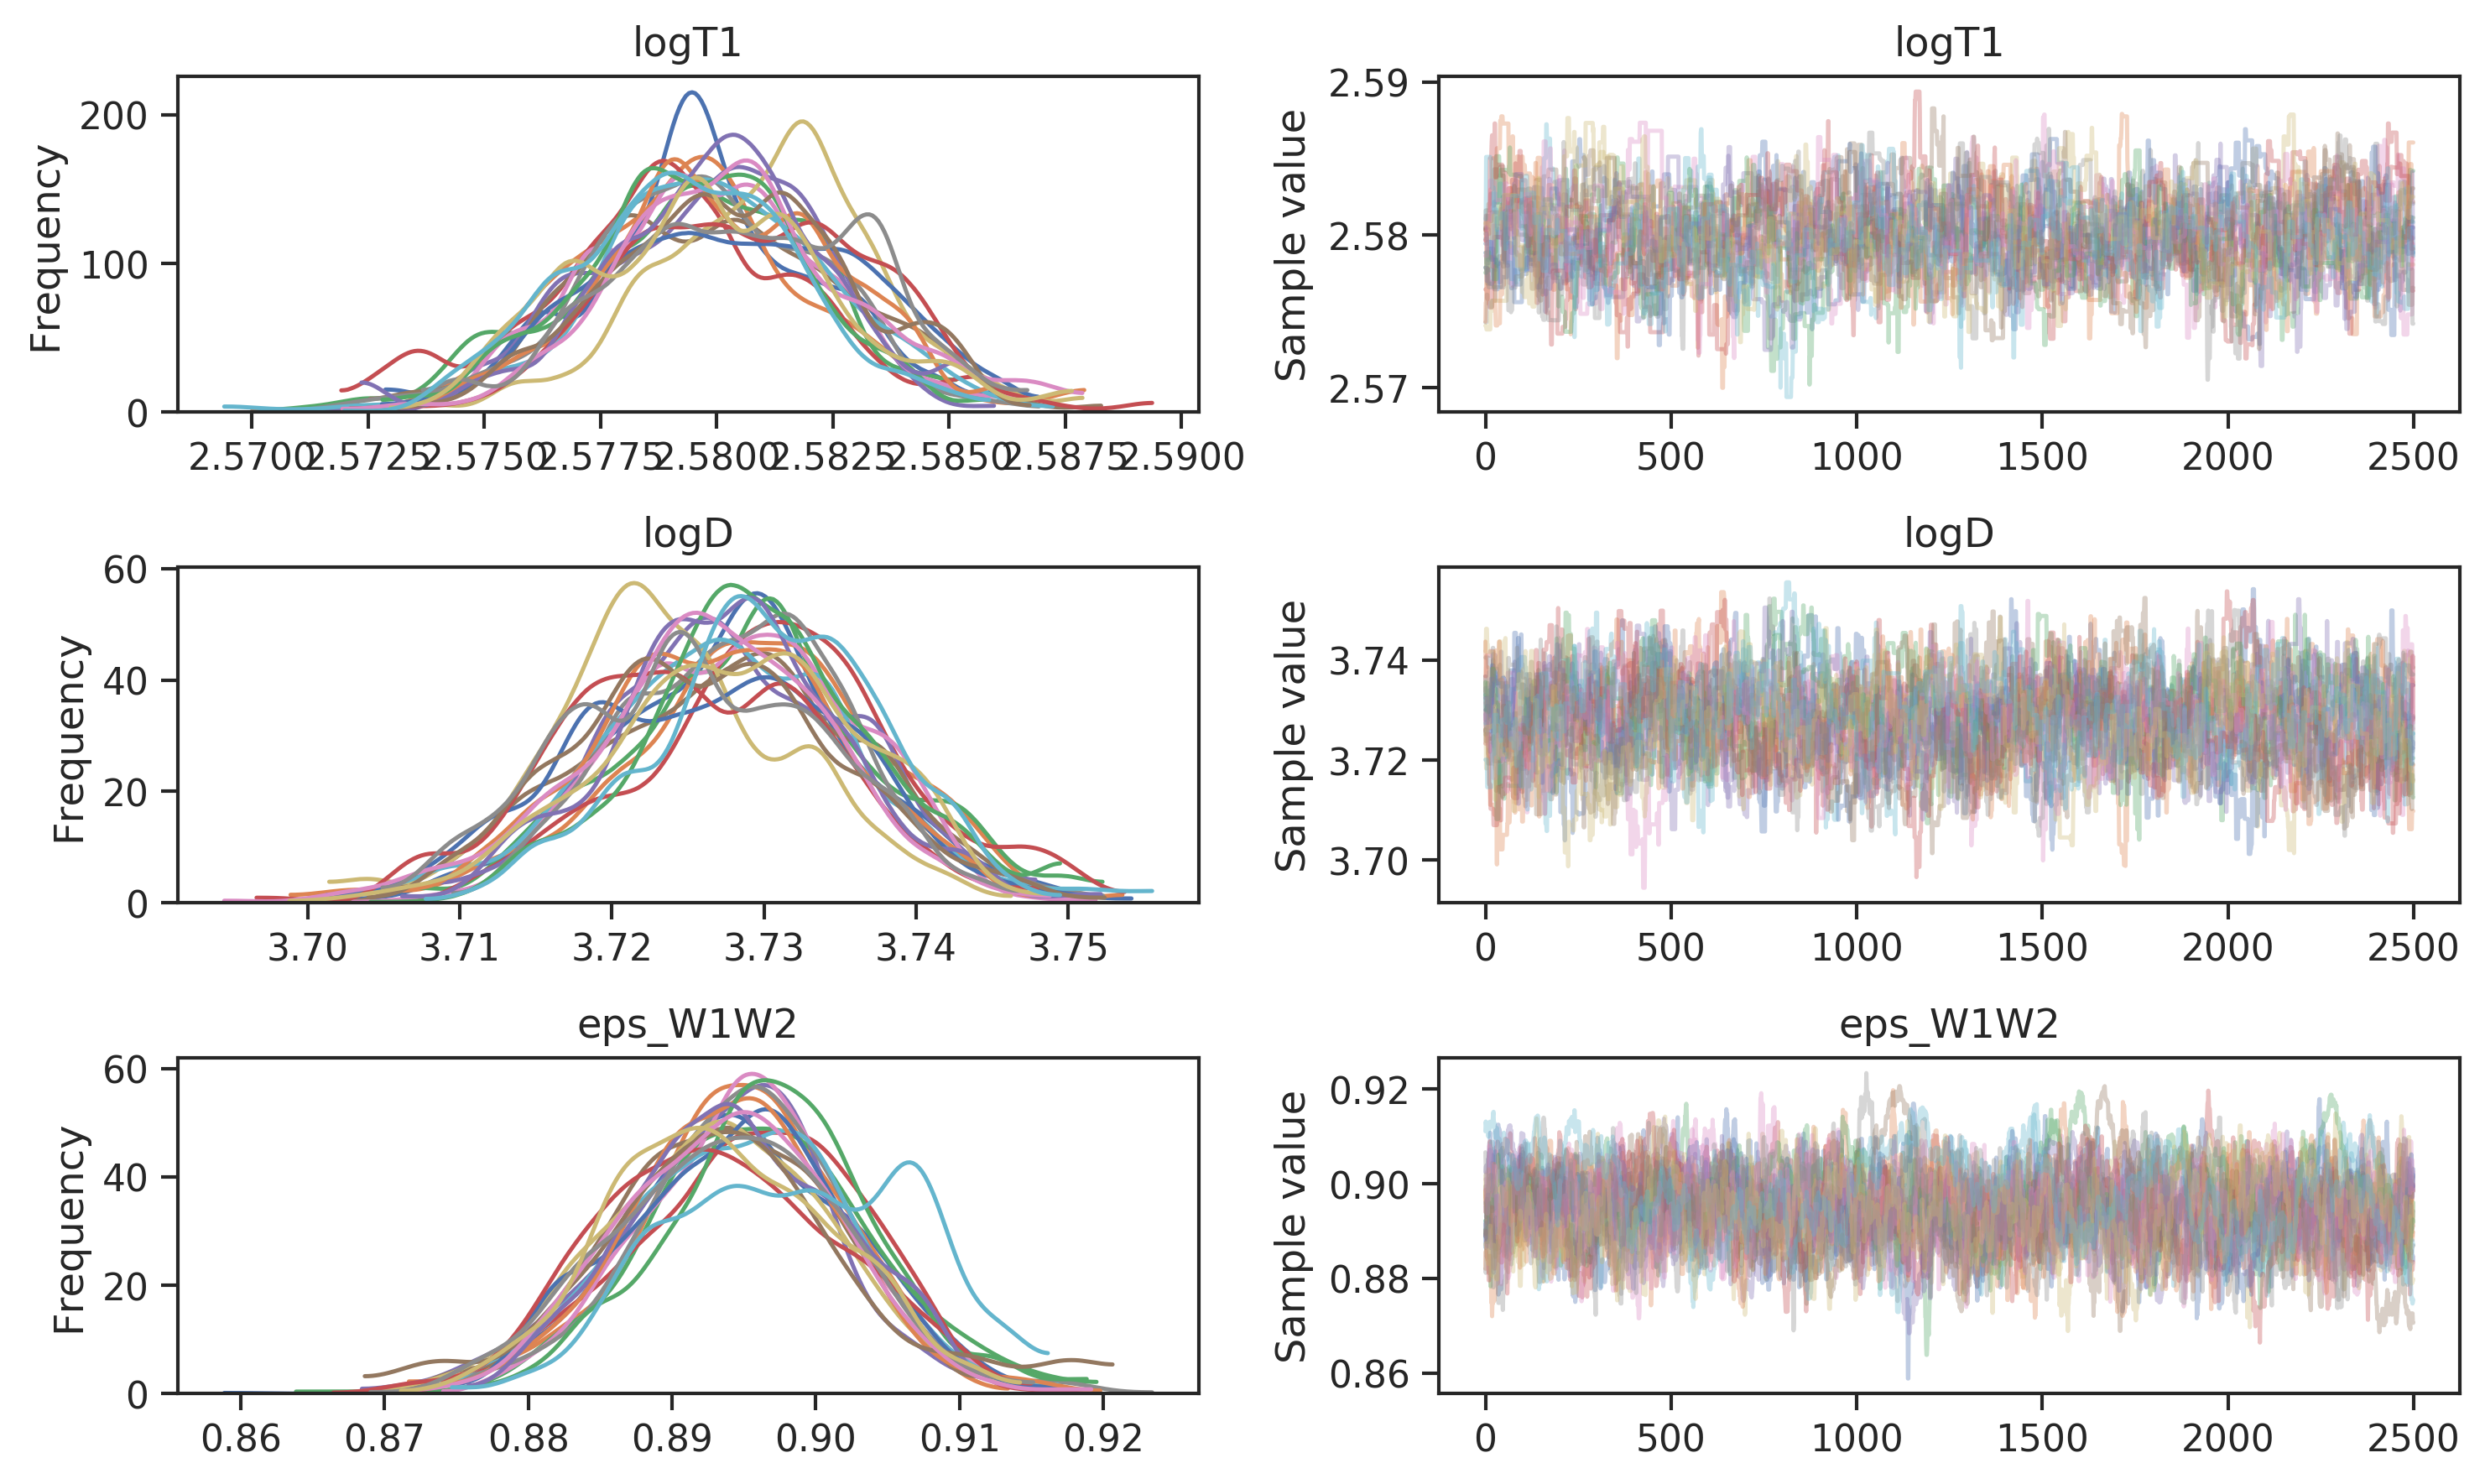 logT1
Frequency
200
100
0
2.5700 2.5725 2.5750 2.5775 2.5800 2.5825 2.5850 2.5875 2.5900
logT1
Sample value
2.59
2.58
2.57
0 500 1000 1500 2000 2500
logD
Frequency
60
40
20
0
3.70 3.71 3.72 3.73 3.74 3.75
logD
Sample value
3.74
3.72
3.70
0 500 1000 1500 2000 2500
eps_W1W2
Frequency
60
40
20
0
0.86 0.87 0.88 0.89 0.90 0.91 0.92
eps_W1W2
Sample value
0.92
0.90
0.88
0.86
0 500 1000 1500 2000 2500